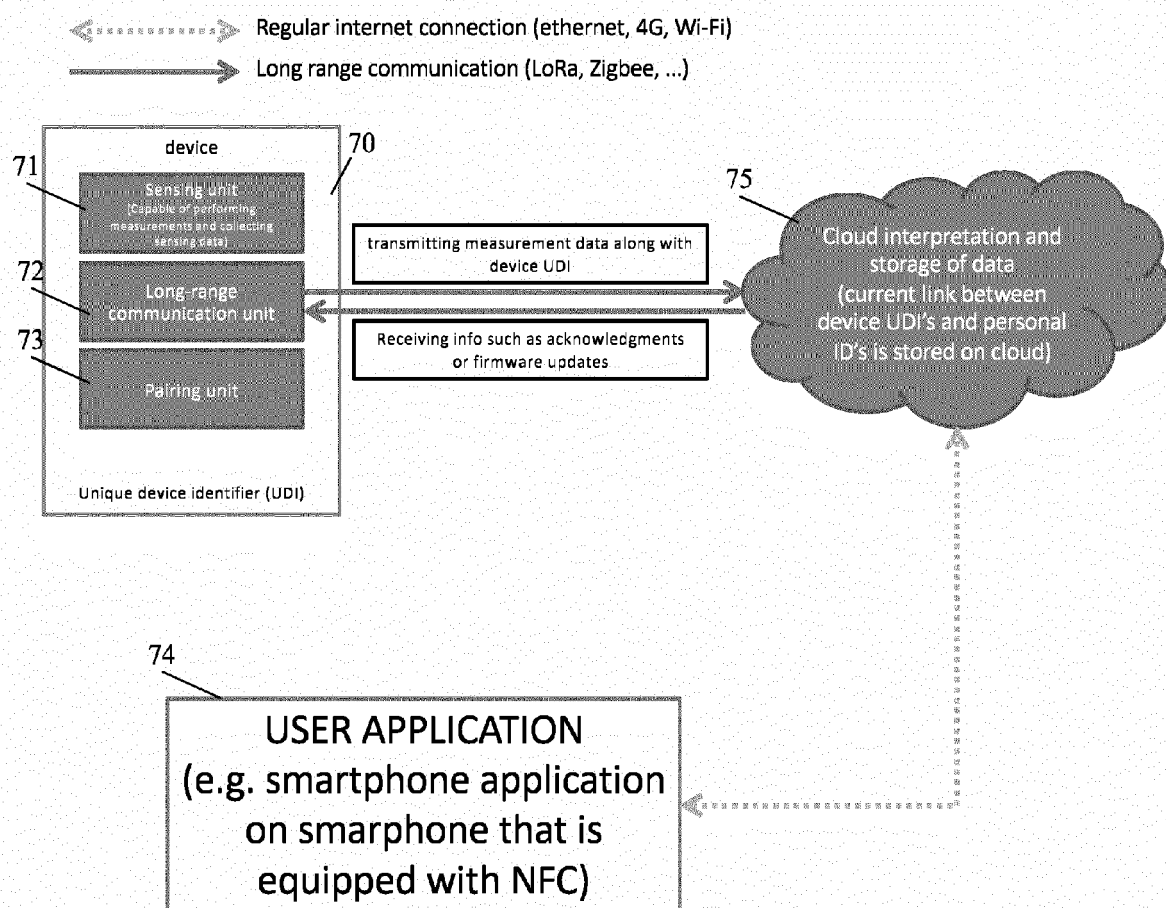 Regular internet connection (ethernet, 4G, Wi-Fi)
Long range communication (LoRa, Zigbee, ...)
device
70
71
Sensing unit
(Capable of performing
measurements and collecting
sensing data)
72
Long-range
communication unit
73
Pairing unit
Unique device identifier (UDI)
transmitting measurement data along with
device UDI
Receiving info such as acknowledgments
or firmware updates
75
Cloud interpretation and
storage of data
(current link between
device UDI's and personal
ID's is stored on cloud)
74
USER APPLICATION
(e.g. smartphone application
on smarphone that is
equipped with NFC)